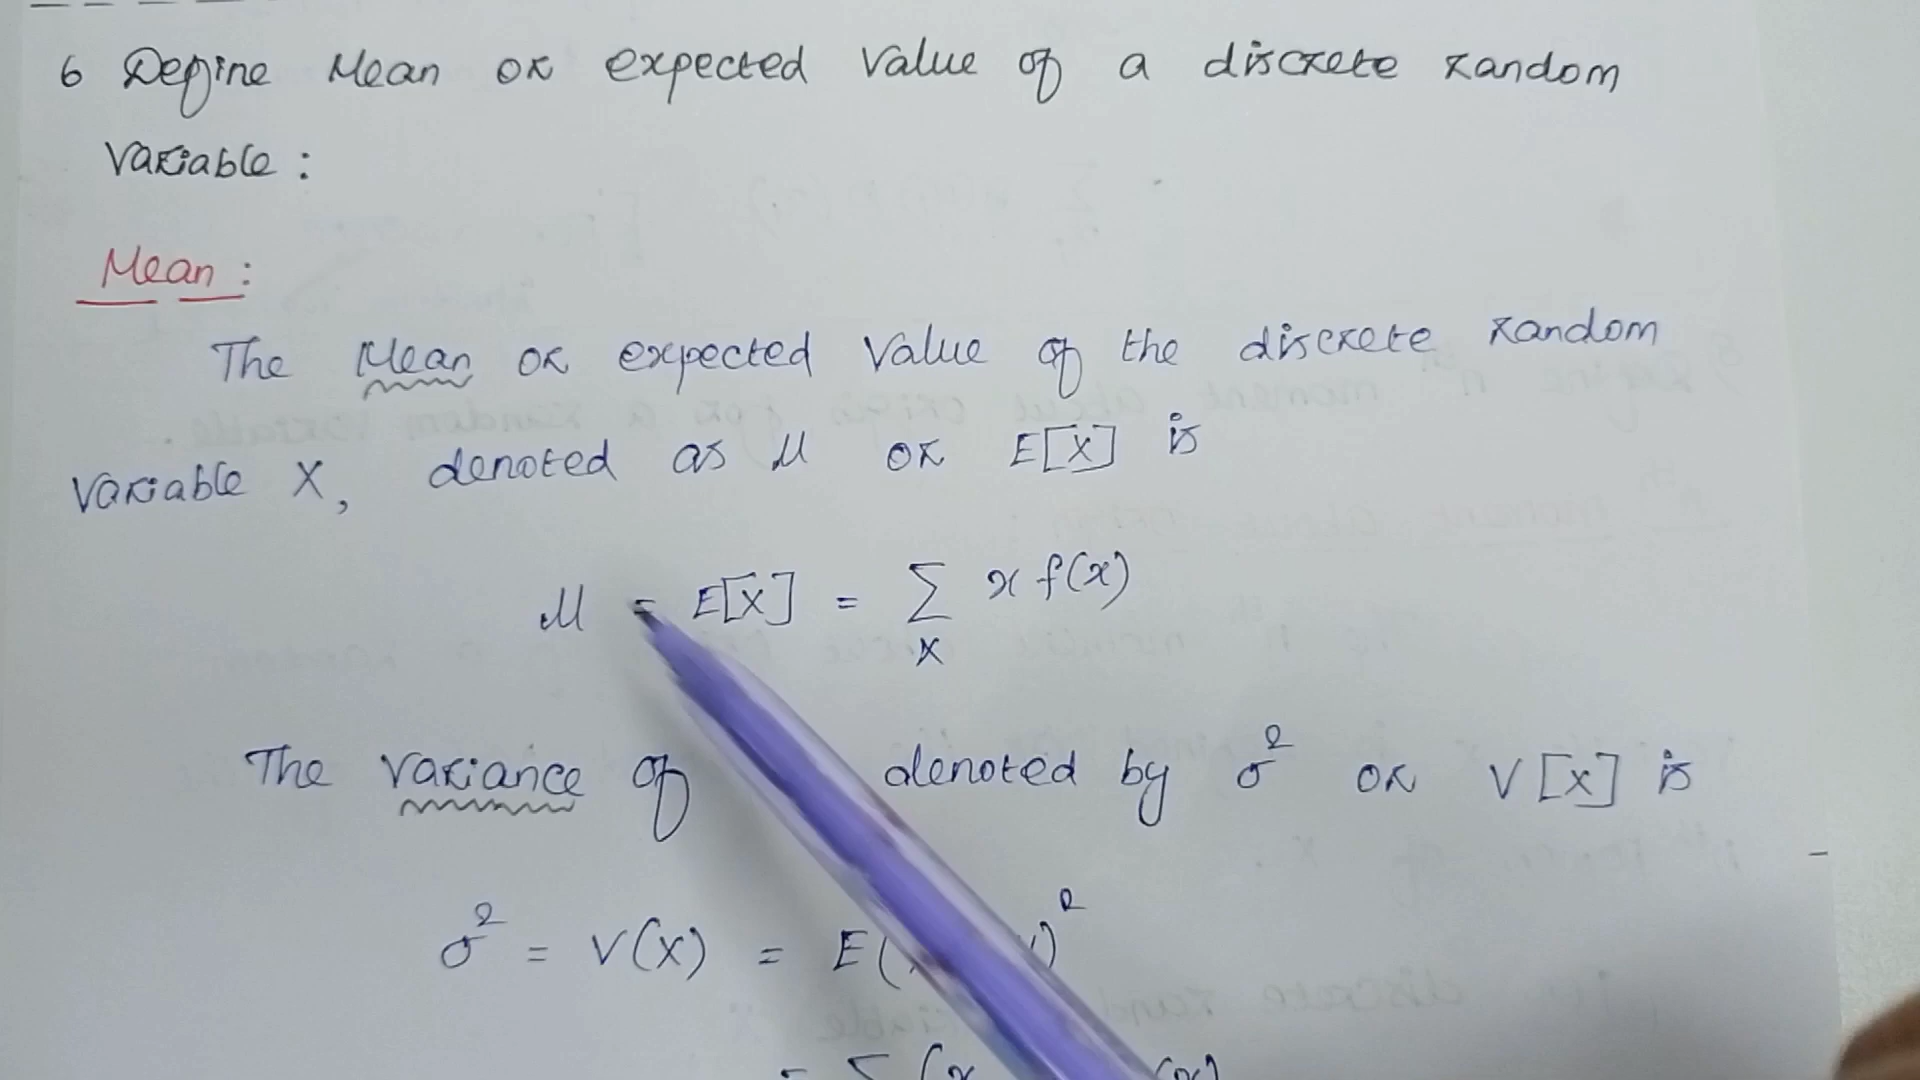 6 Define Mean or expected value of a discrete random
variable :
Mean :
The Mean or expected value of the discrete random
variable X, denoted as μ or E[X] is
μ = E[X] = Σ x f(x)
x
The variance of denoted by σ² or V[X] is
σ² = V(X) = E( )²
= Σ (x (x)